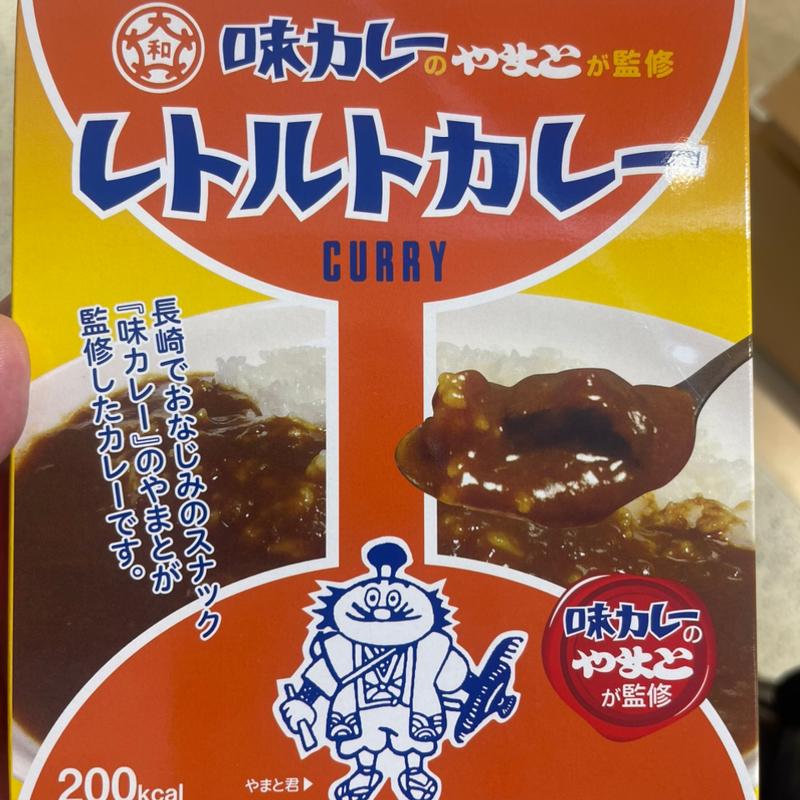 大和
味カレーのやまとが監修
レトルトカレー
CURRY
長崎でおなじみのスナック
『味カレー』のやまとが
監修したカレーです。
味カレーの
やまと
が監修
200kcal
やまと君▶